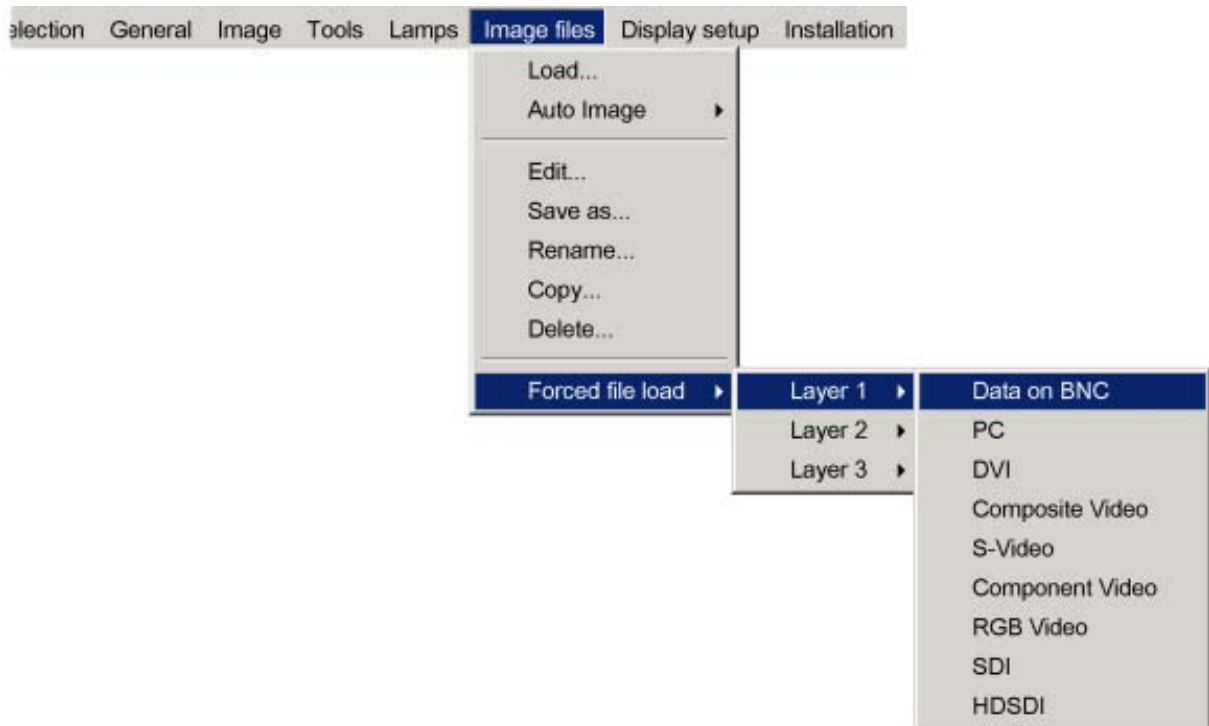 election General Image Tools Lamps Image files Display setup Installation
Load...
Auto Image
Edit...
Save as...
Rename...
Copy...
Delete...
Forced file load
Layer 1
Layer 2
Layer 3
Data on BNC
PC
DVI
Composite Video
S-Video
Component Video
RGB Video
SDI
HDSDI